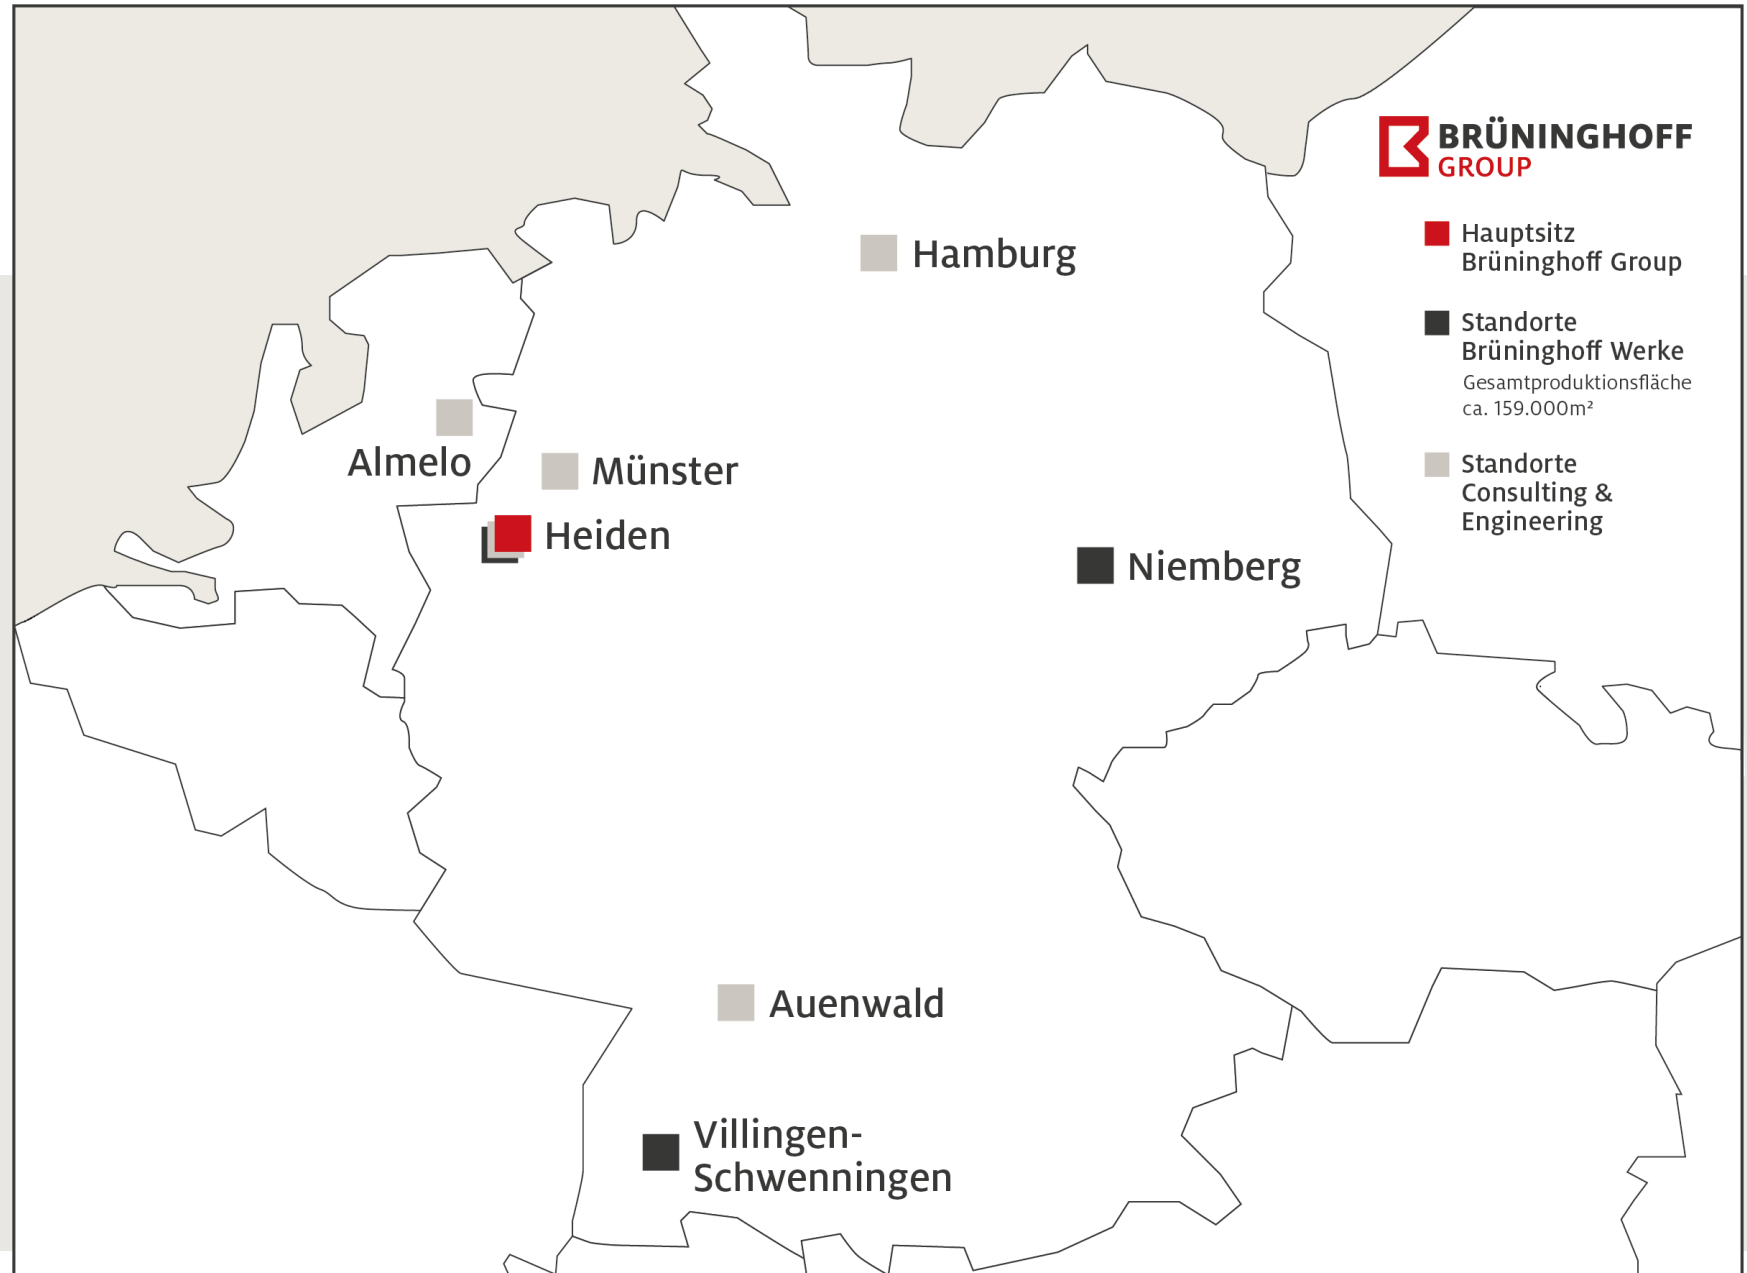 BRÜNINGHOFF
GROUP
Hauptsitz
Brüninghoff Group
Standorte
Brüninghoff Werke
Gesamtproduktionsfläche
ca. 159.000m²
Standorte
Consulting &
Engineering
Hamburg
Almelo
Münster
Heiden
Niemberg
Auenwald
Villingen-
Schwenningen